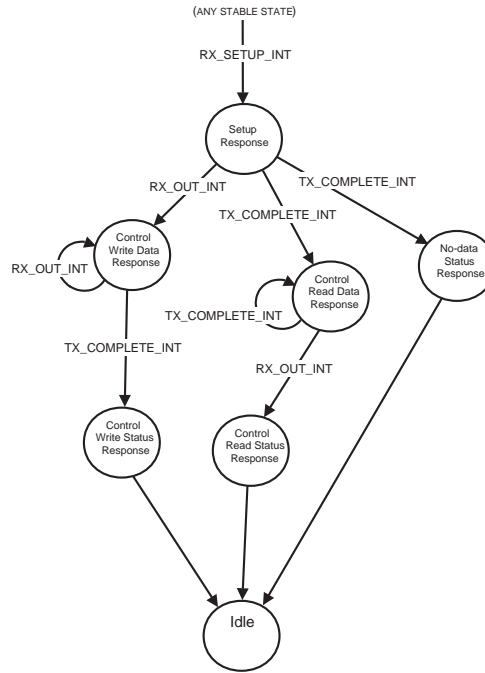 (ANY STABLE STATE)
RX_SETUP_INT
Setup
Response
RX_OUT_INT
TX_COMPLETE_INT
TX_COMPLETE_INT
Control
Write Data
Response
RX_OUT_INT
No-data
Status
Response
Control
Read Data
Response
TX_COMPLETE_INT
TX_COMPLETE_INT
RX_OUT_INT
Control
Write Status
Response
Control
Read Status
Response
Idle